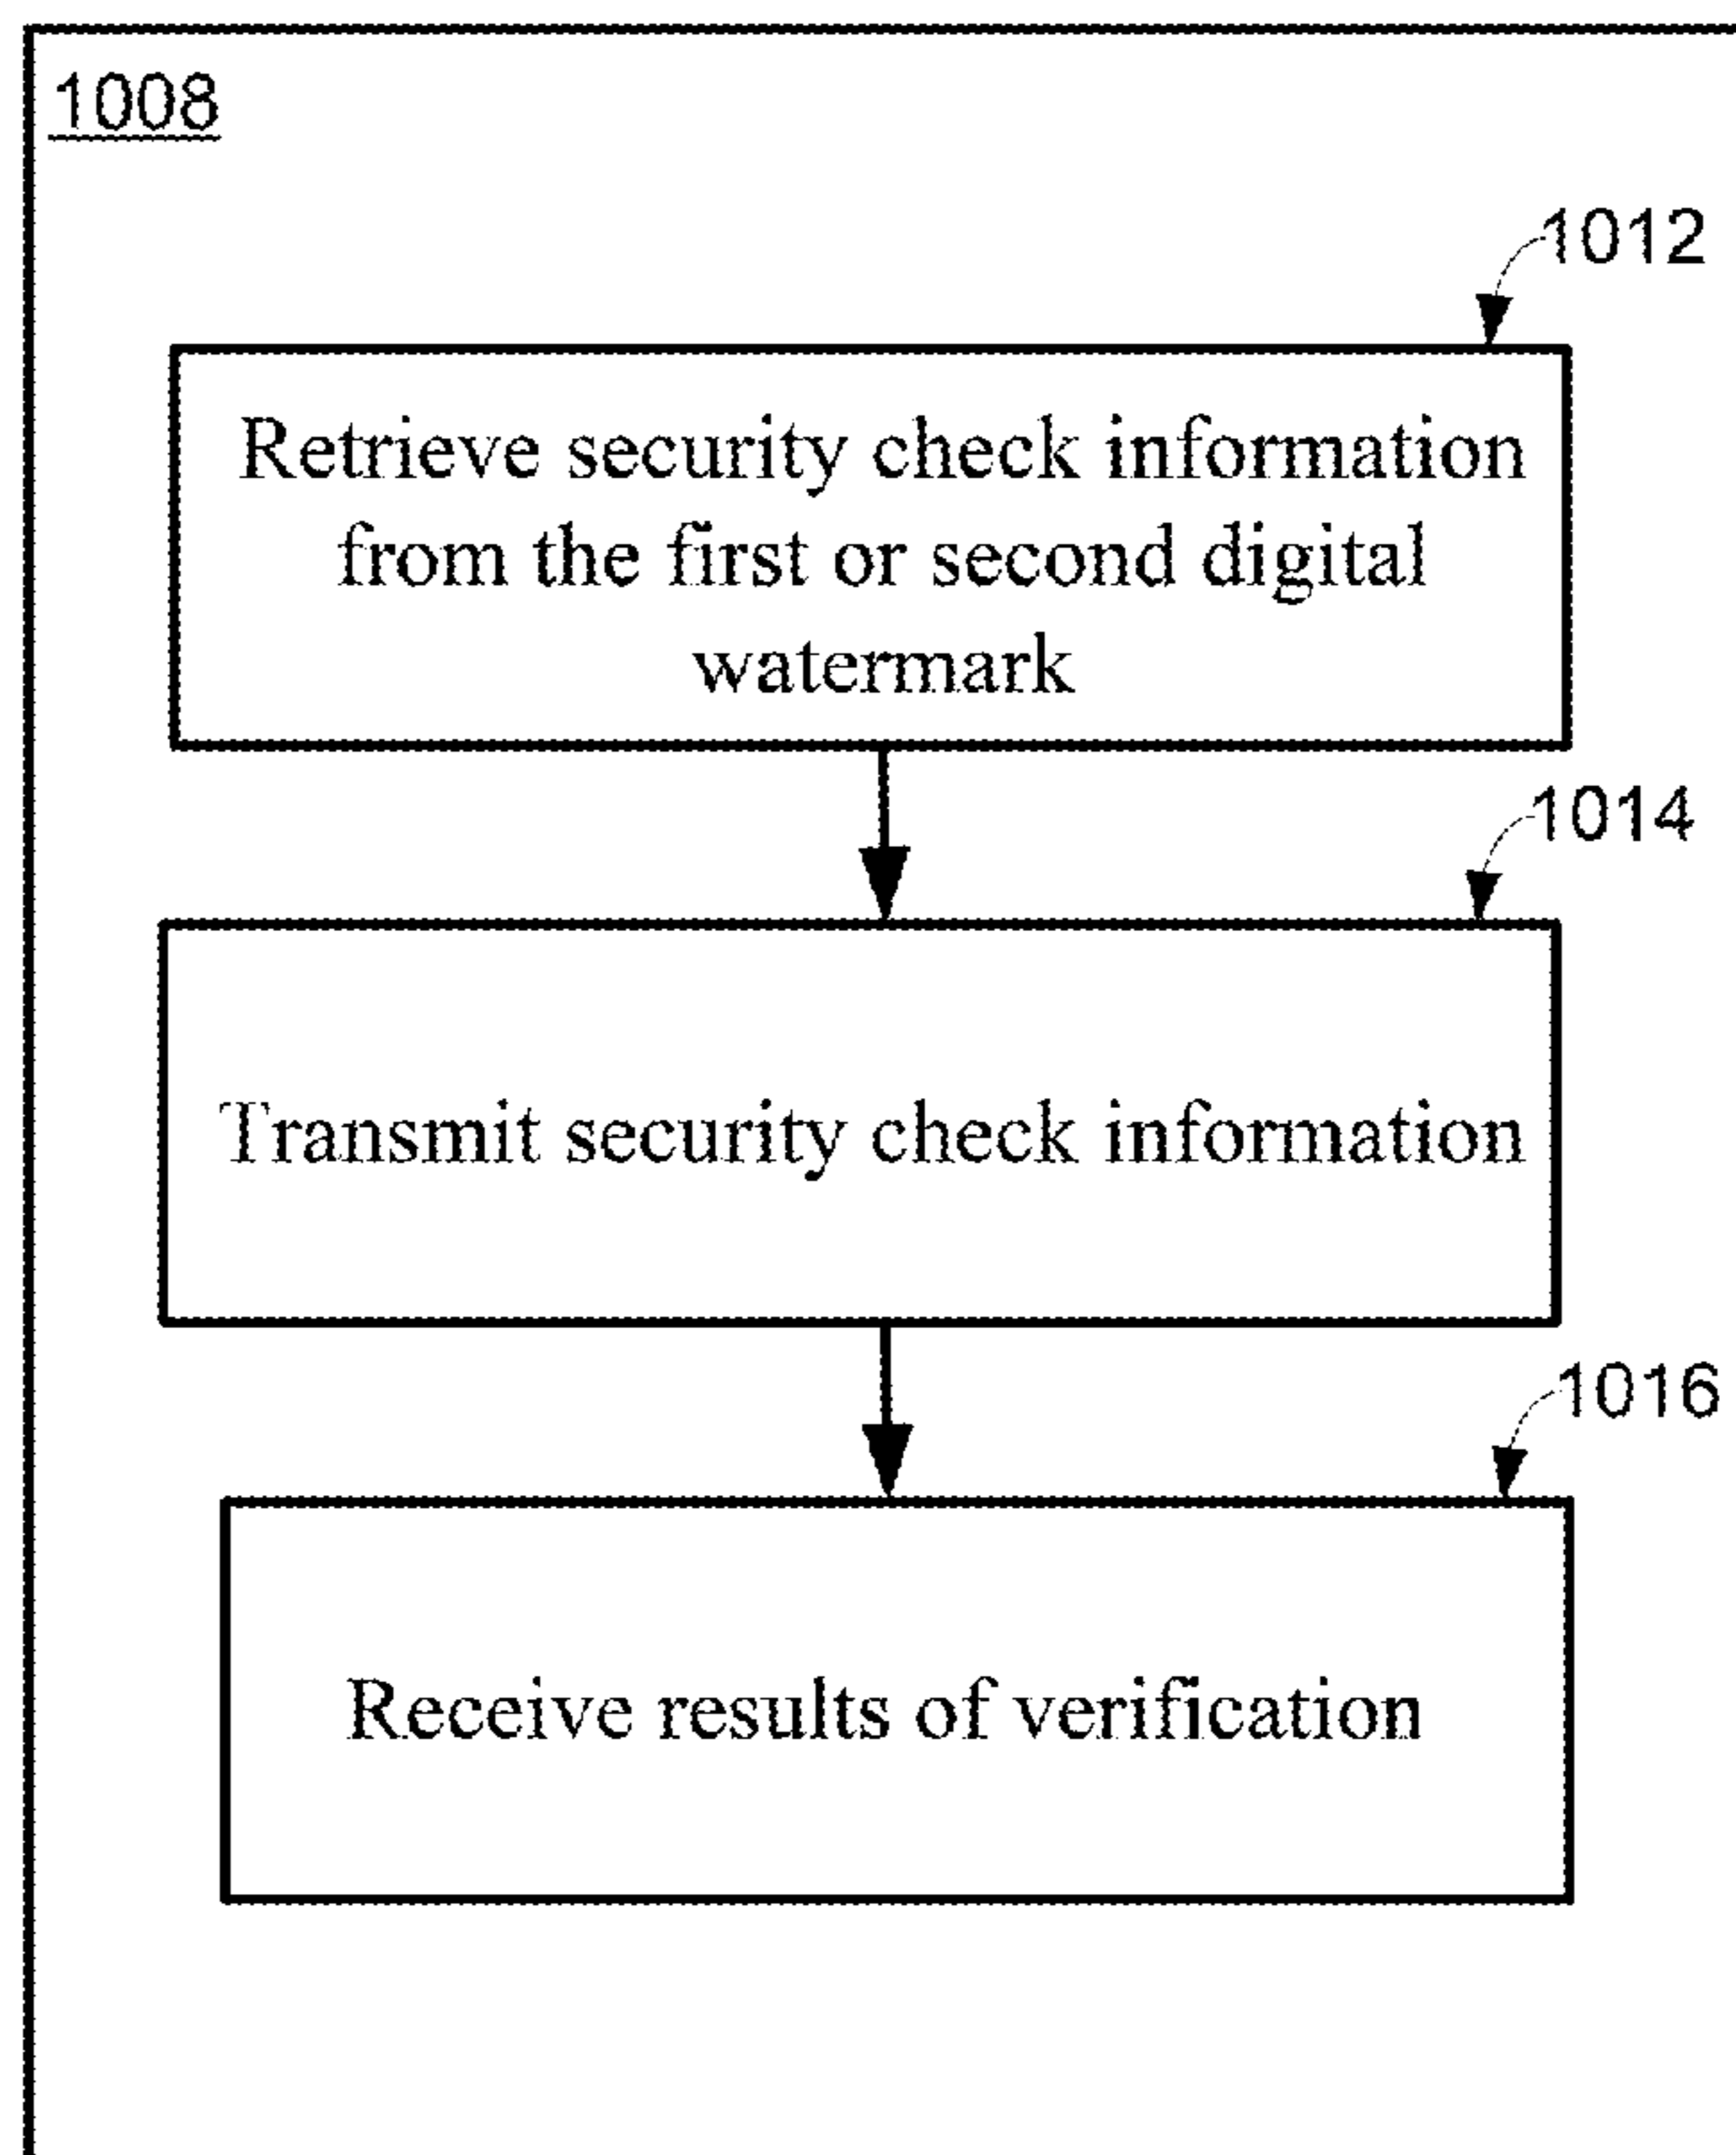 1008
1012
Retrieve security check information
from the first or second digital
watermark
1014
Transmit security check information
1016
Receive results of verification